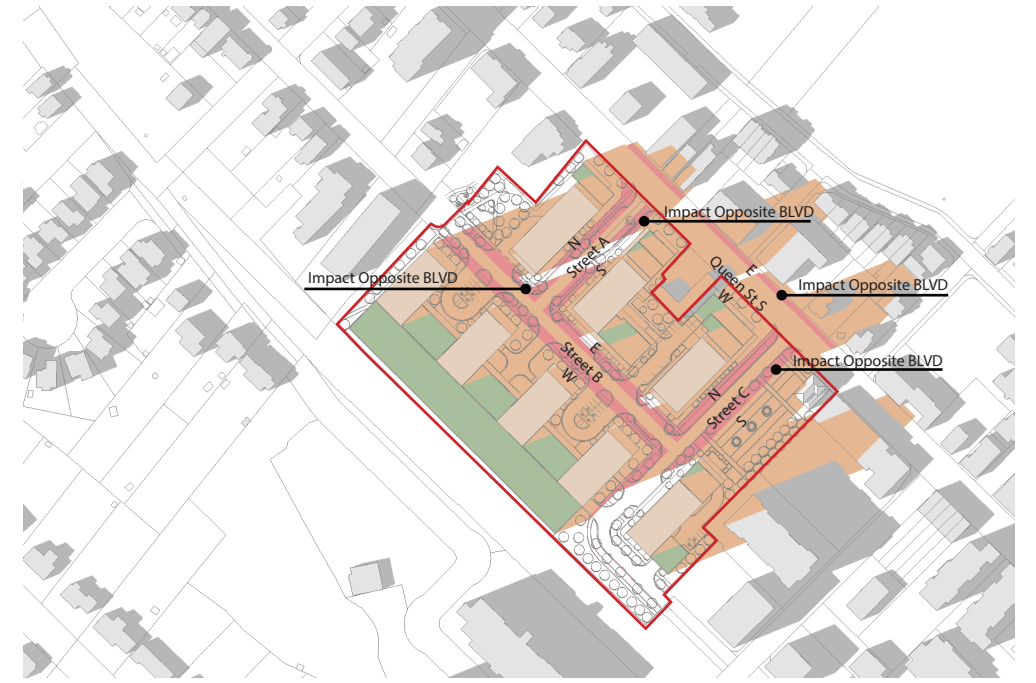 Impact Opposite BLVD
N
Street A
S
E
Queen St S
W
Impact Opposite BLVD
Impact Opposite BLVD
E
Street B
W
Impact Opposite BLVD
N
Street C
S